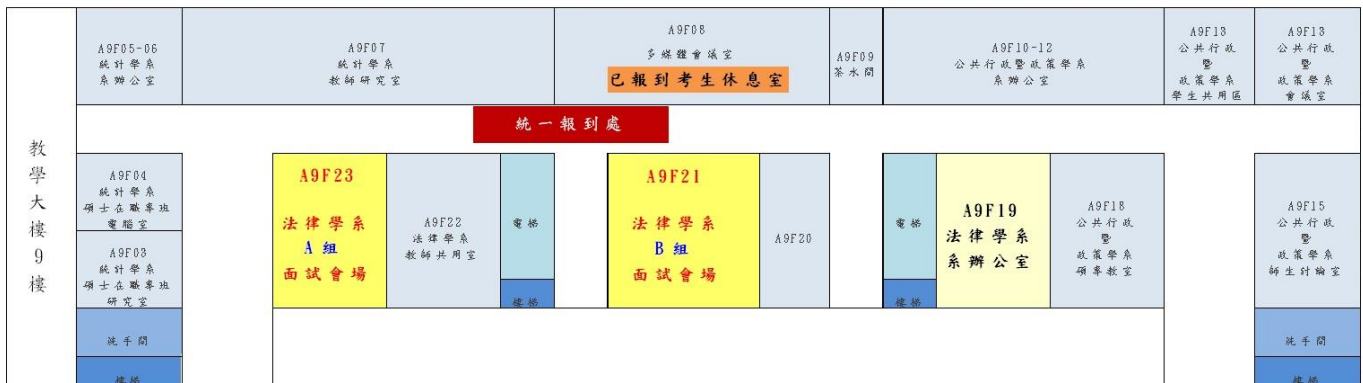 教學大樓9樓
A9F05-06
統計學系
系辦公室
A9F07
統計學系
教師研究室
A9F08
多媒體會議室
已報到考生休息室
A9F09
茶水間
A9F10-12
公共行政暨政策學系
系辦公室
A9F13
公共行政
暨
政策學系
學生共用區
A9F13
公共行政
暨
政策學系
會議室
統一報到處
A9F04
統計學系
碩士在職專班
電腦室
A9F03
統計學系
碩士在職專班
研究室
洗手間
樓梯
A9F23
法律學系
A 組
面試會場
A9F22
法律學系
教師共用室
電梯
樓梯
A9F21
法律學系
B 組
面試會場
A9F20
電梯
樓梯
A9F19
法律學系
系辦公室
A9F18
公共行政
暨
政策學系
碩專教室
A9F15
公共行政
暨
政策學系
師生討論室
洗手間
樓梯